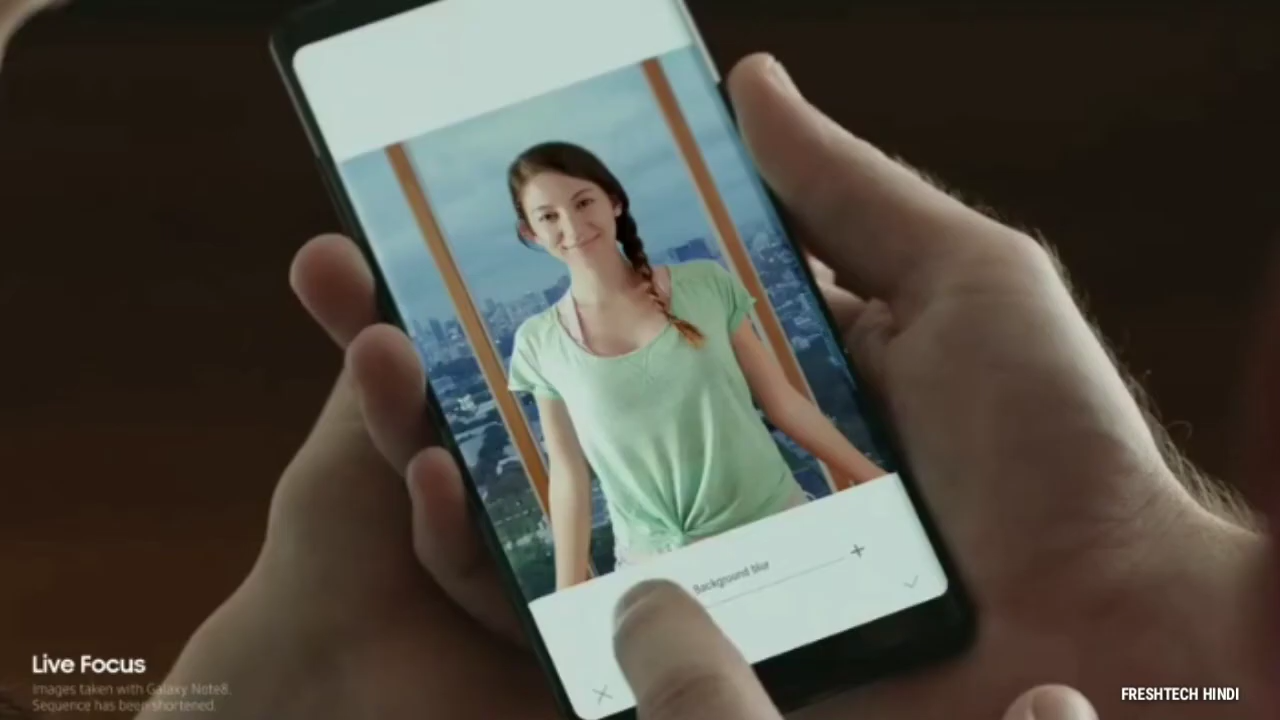 Background blur
Live Focus
Images taken with Galaxy Note8.
Sequence has been shortened.
FRESHTECH HINDI